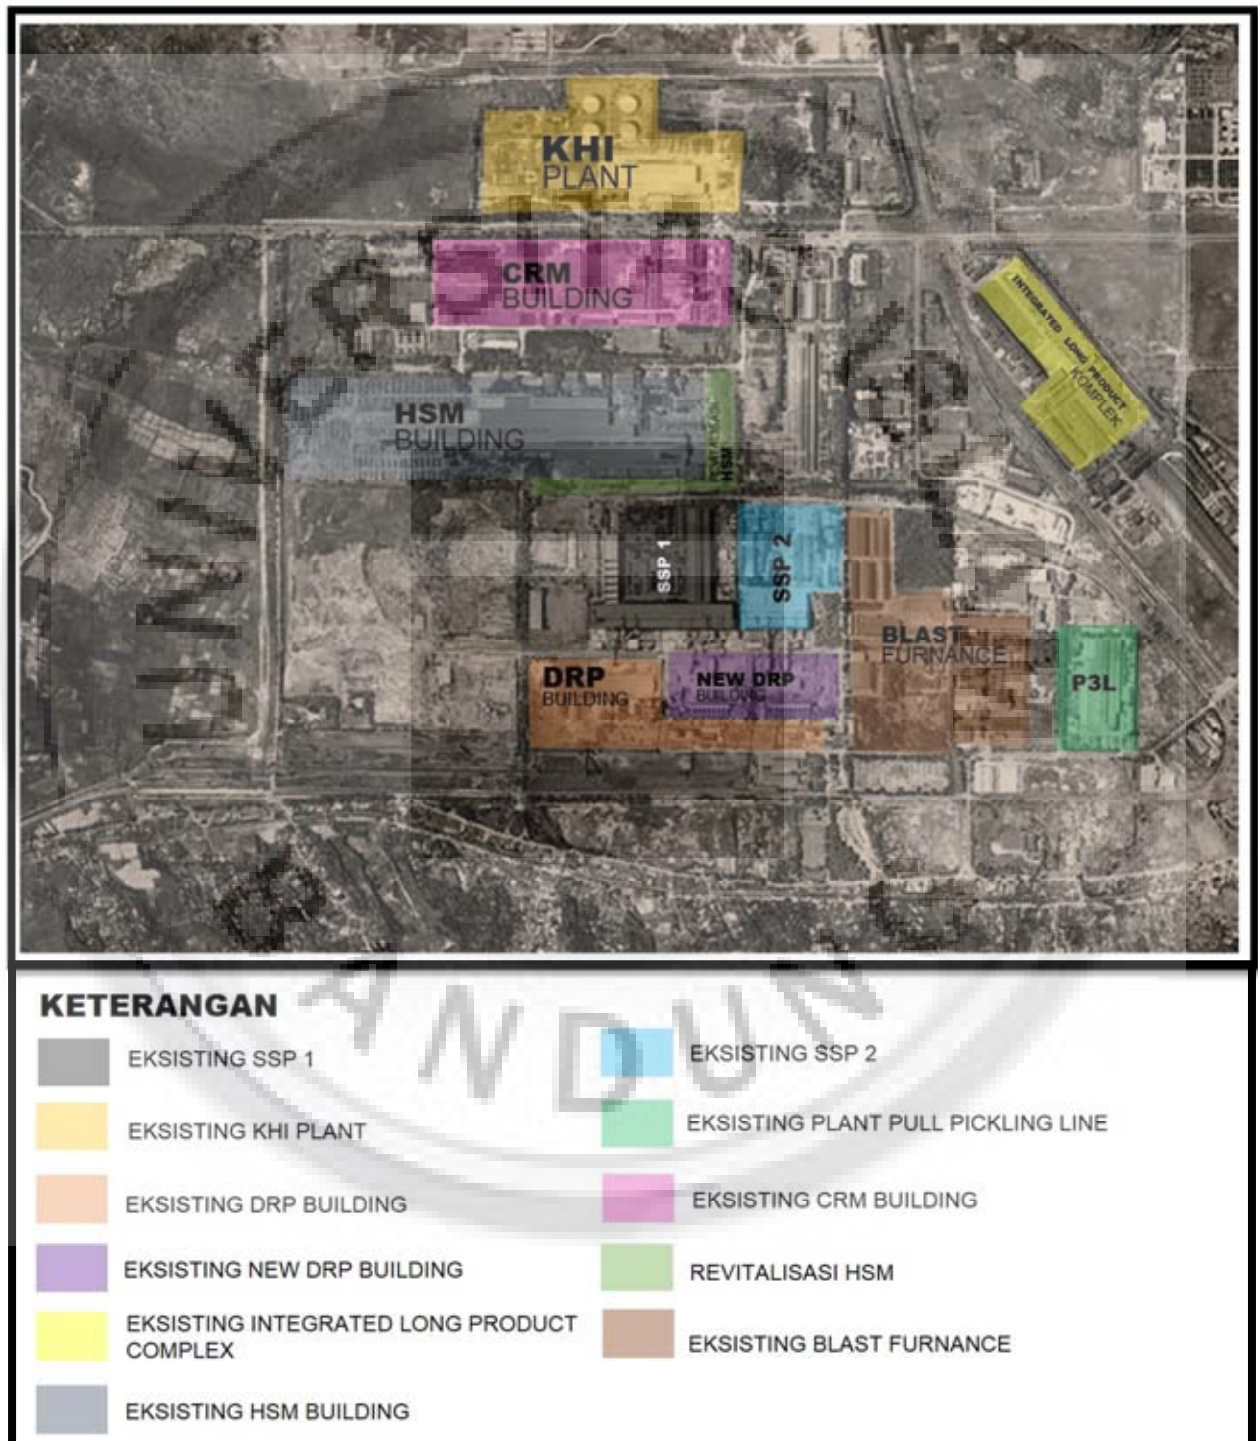 KHI
PLANT
CRM
BUILDING
INTEGRATED LONG PRODUCT
KOMPLEX
HSM
BUILDING
HSM
SSP 1
SSP 2
BLAST
FURNANCE
DRP
BUILDING
NEW DRP
BUILDING
P3L
BANDUNG
KETERANGAN
EKSISTING SSP 1
EKSISTING KHI PLANT
EKSISTING DRP BUILDING
EKSISTING NEW DRP BUILDING
EKSISTING INTEGRATED LONG PRODUCT
COMPLEX
EKSISTING HSM BUILDING
EKSISTING SSP 2
EKSISTING PLANT PULL PICKLING LINE
EKSISTING CRM BUILDING
REVITALISASI HSM
EKSISTING BLAST FURNANCE